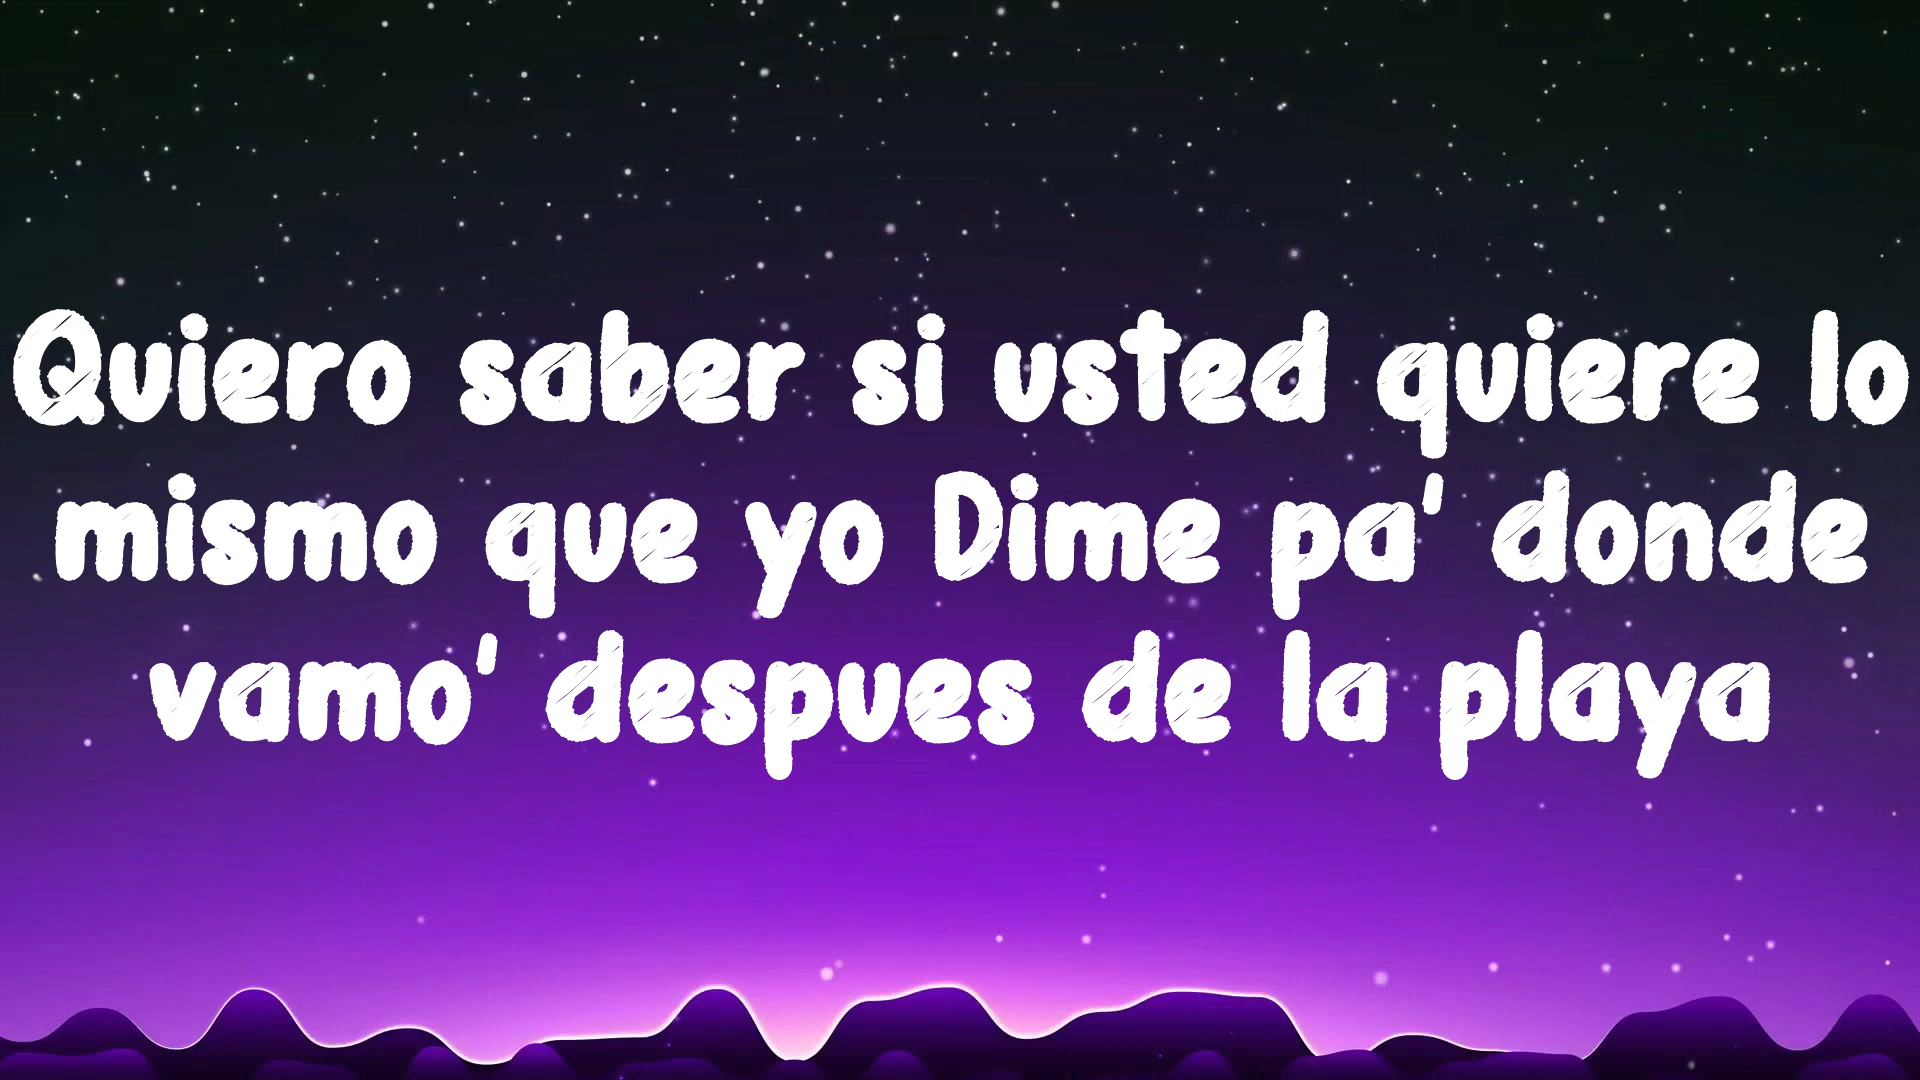 Quiero saber si usted quiere lo
mismo que yo Dime pa' donde
vamo' despues de la playa